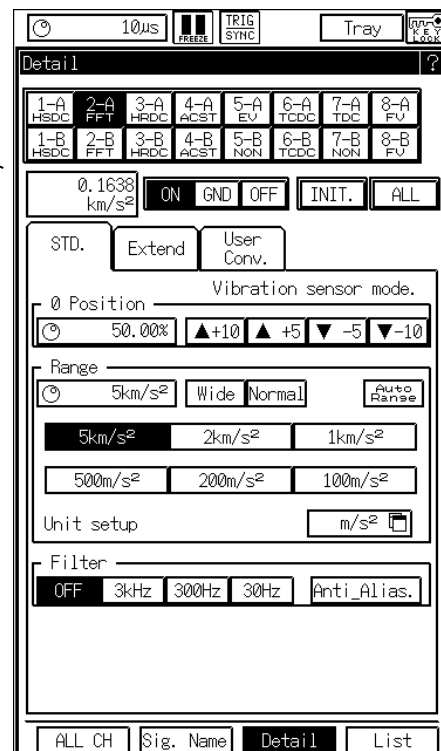 10µs FREEZE TRIG SYNC Tray KEY LOCK
Detail ?
1-A HSDC 2-A FFT 3-A HRDC 4-A ACST 5-A EV 6-A TCDC 7-A TDC 8-A FV
1-B HSDC 2-B FFT 3-B HRDC 4-B ACST 5-B NON 6-B TCDC 7-B NON 8-B FV
0.1638 km/s² ON GND OFF INIT. ALL
STD. Extend User Conv.
Vibration sensor mode.
0 Position
50.00% ▲+10 ▲ +5 ▼ -5 ▼-10
Range
5km/s² Wide Normal Auto Range
5km/s² 2km/s² 1km/s²
500m/s² 200m/s² 100m/s²
Unit setup m/s²
Filter
OFF 3kHz 300Hz 30Hz Anti_Alias.
ALL CH Sig. Name Detail List